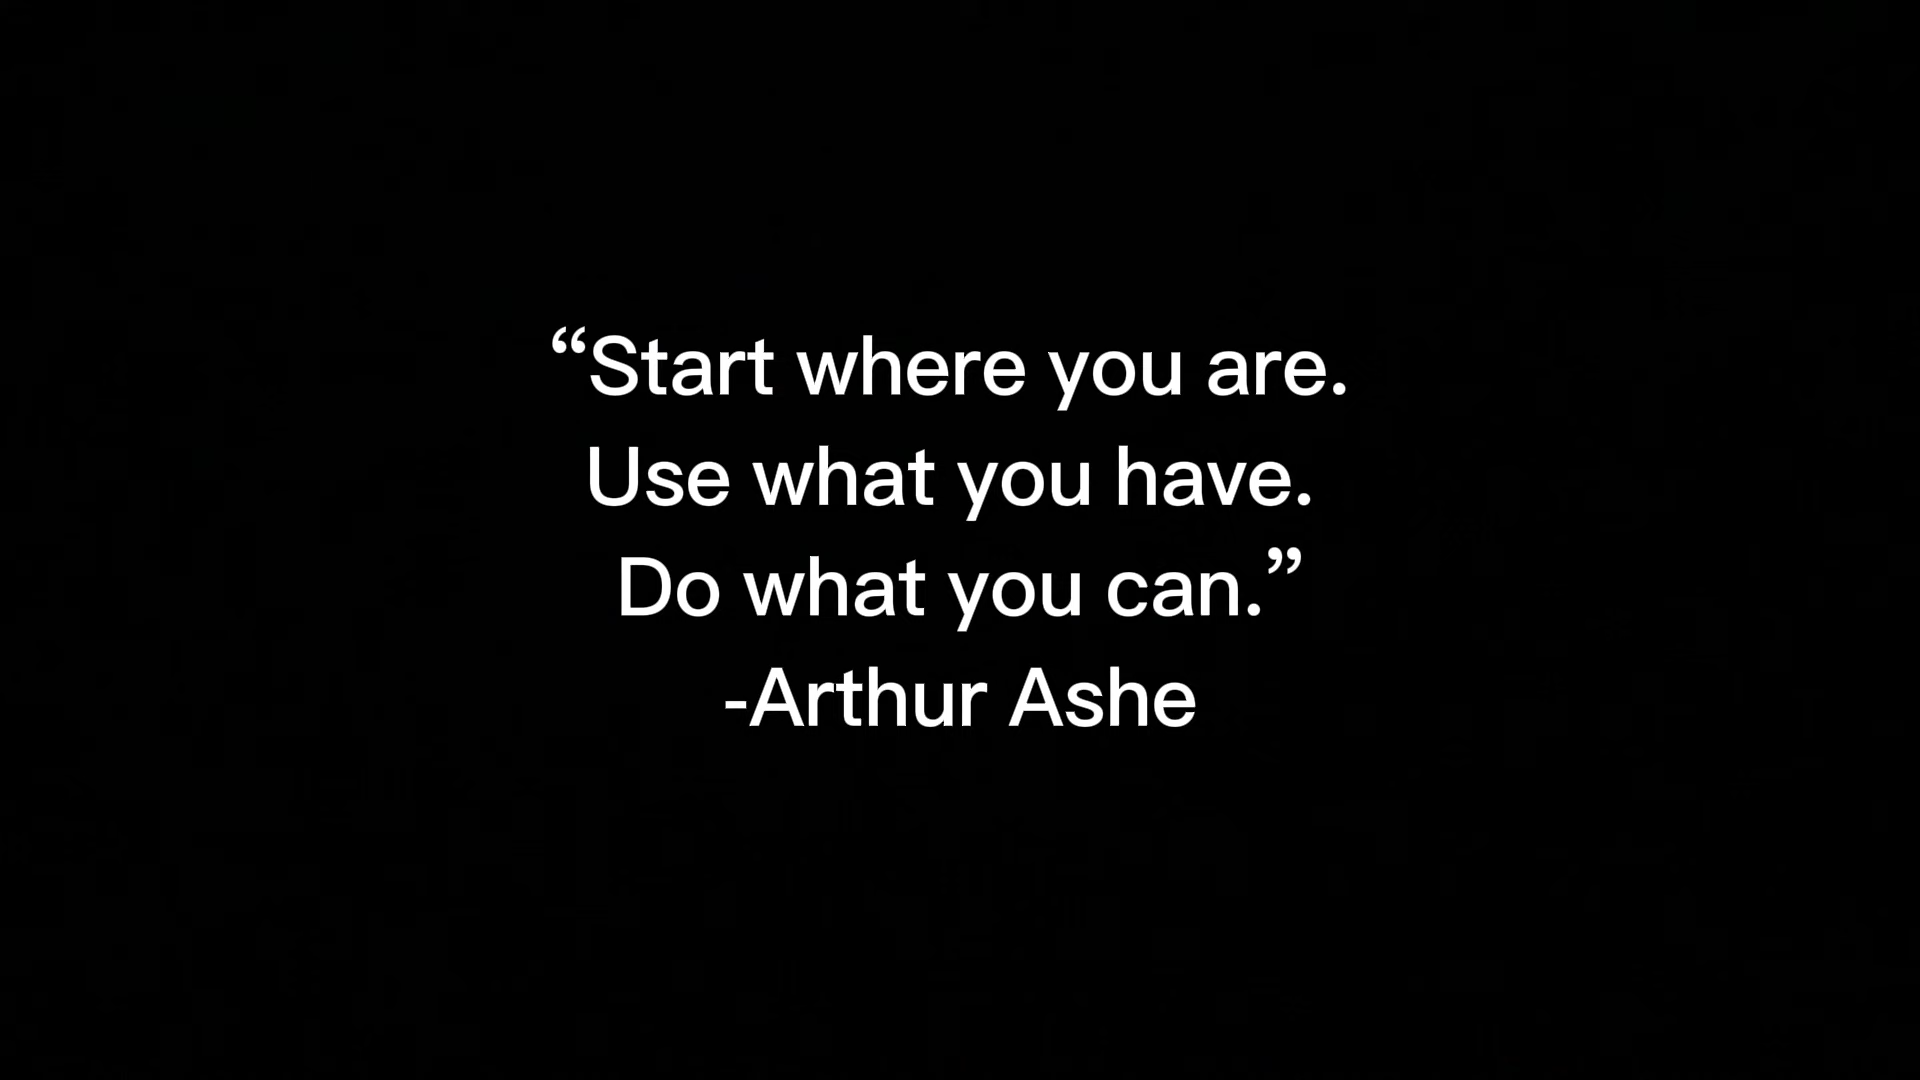 “Start where you are.
Use what you have.
Do what you can.”
-Arthur Ashe